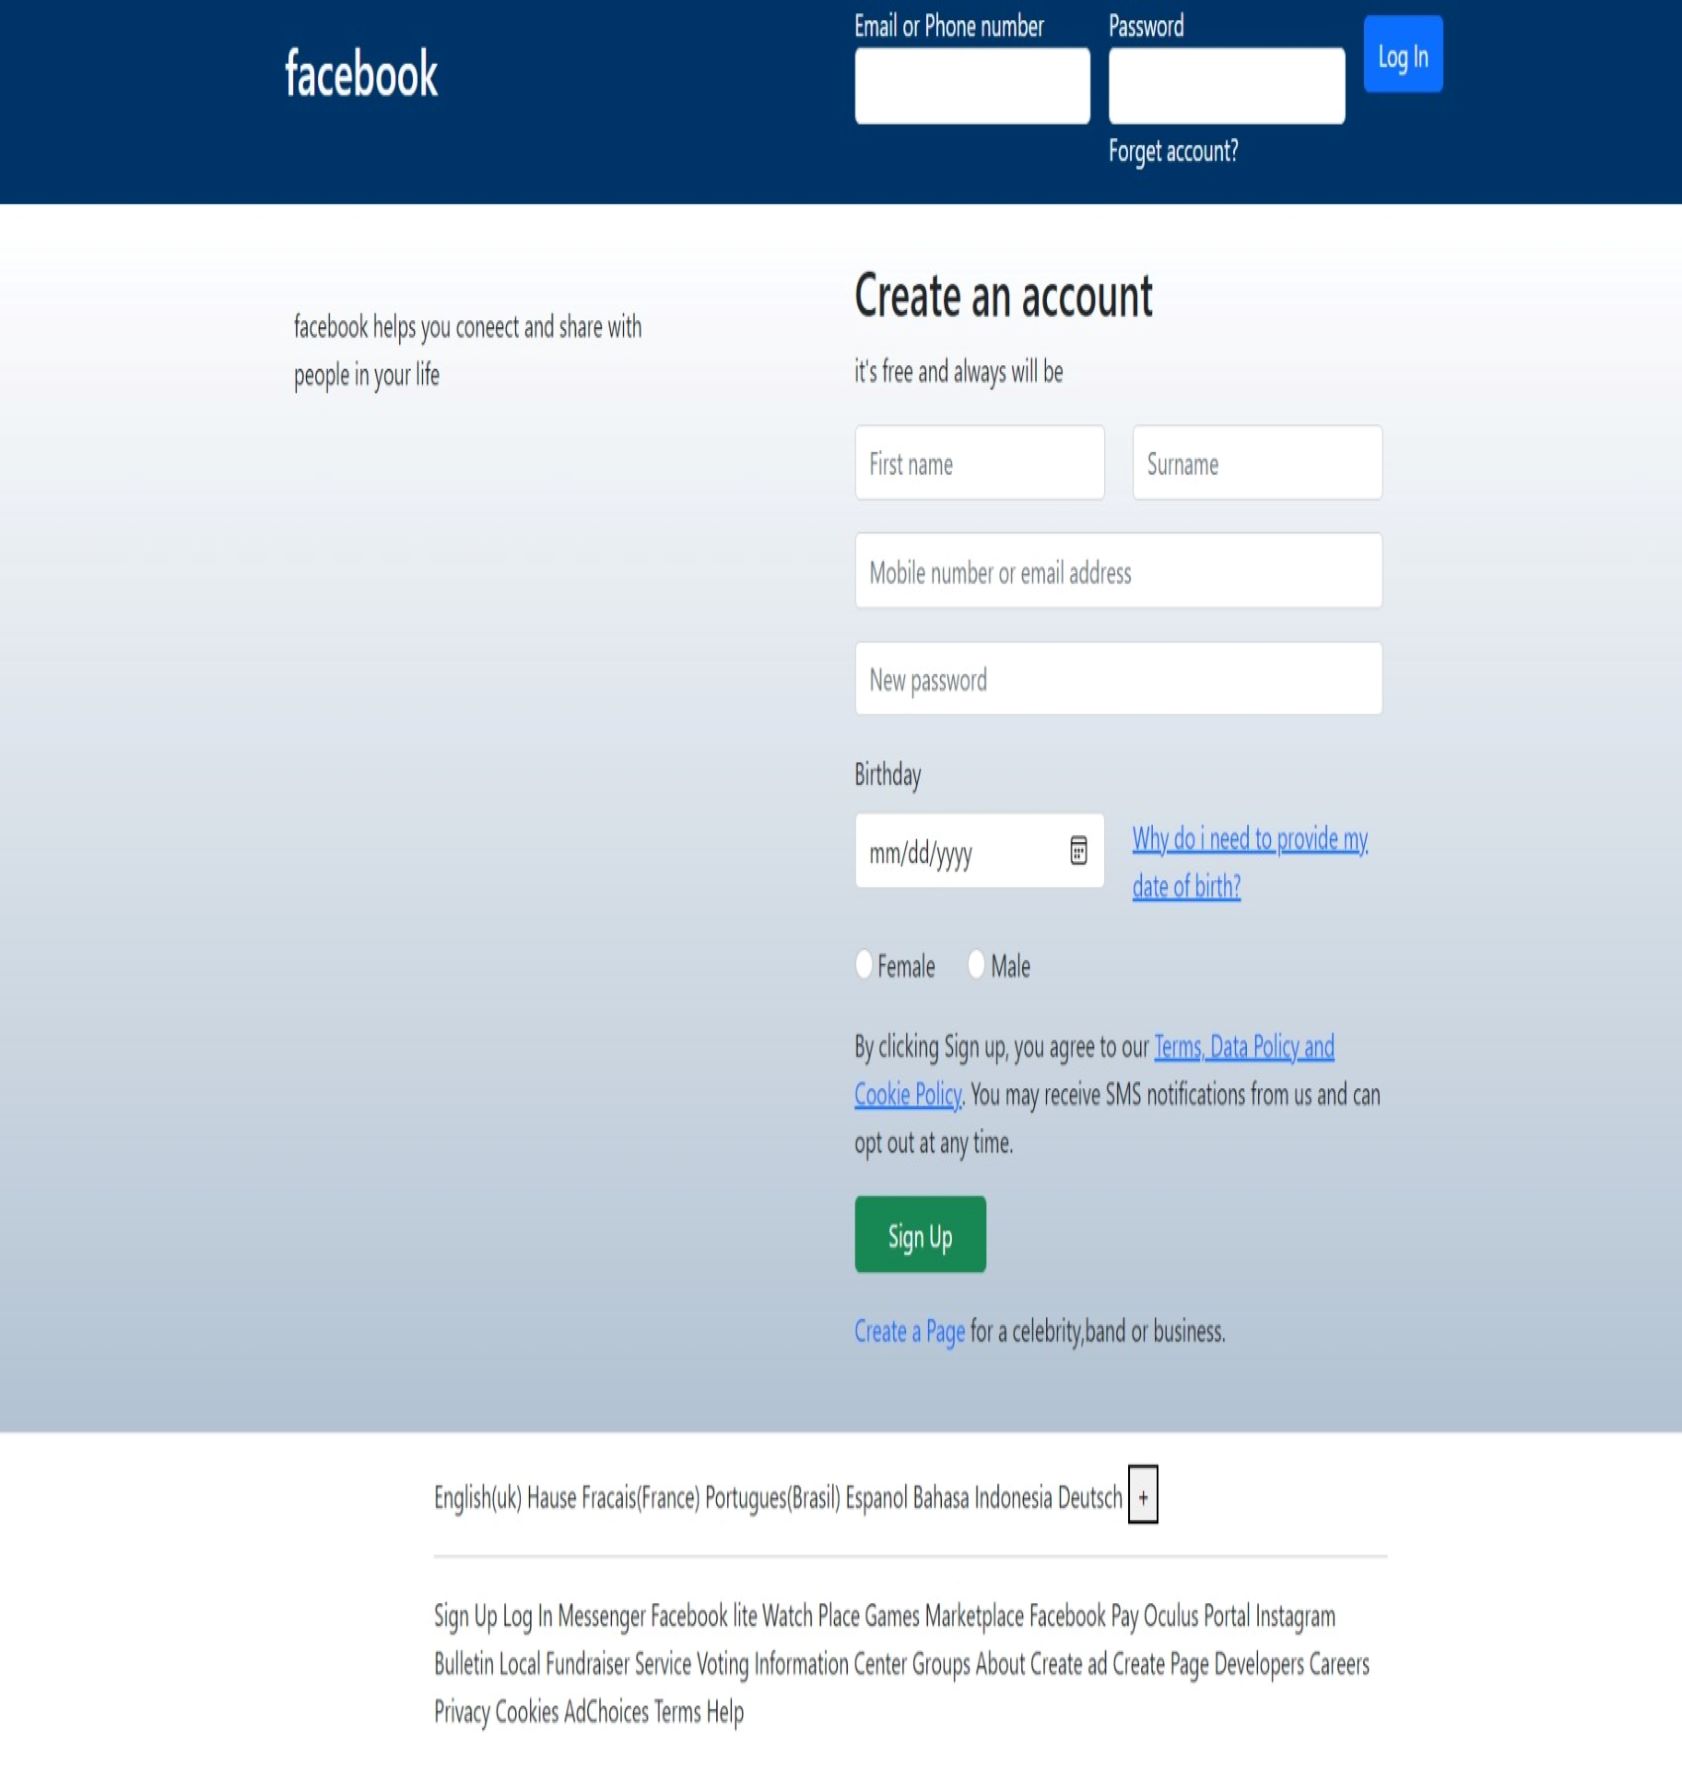 facebook
Email or Phone number
Password
Log In
Forget account?
facebook helps you coneect and share with
people in your life
Create an account
it's free and always will be
First name
Surname
Mobile number or email address
New password
Birthday
mm/dd/yyyy
Why do i need to provide my
date of birth?
Female
Male
By clicking Sign up, you agree to our Terms, Data Policy and
Cookie Policy. You may receive SMS notifications from us and can
opt out at any time.
Sign Up
Create a Page for a celebrity,band or business.
English(uk) Hause Fracais(France) Portugues(Brasil) Espanol Bahasa Indonesia Deutsch +
Sign Up Log In Messenger Facebook lite Watch Place Games Marketplace Facebook Pay Oculus Portal Instagram
Bulletin Local Fundraiser Service Voting Information Center Groups About Create ad Create Page Developers Careers
Privacy Cookies AdChoices Terms Help